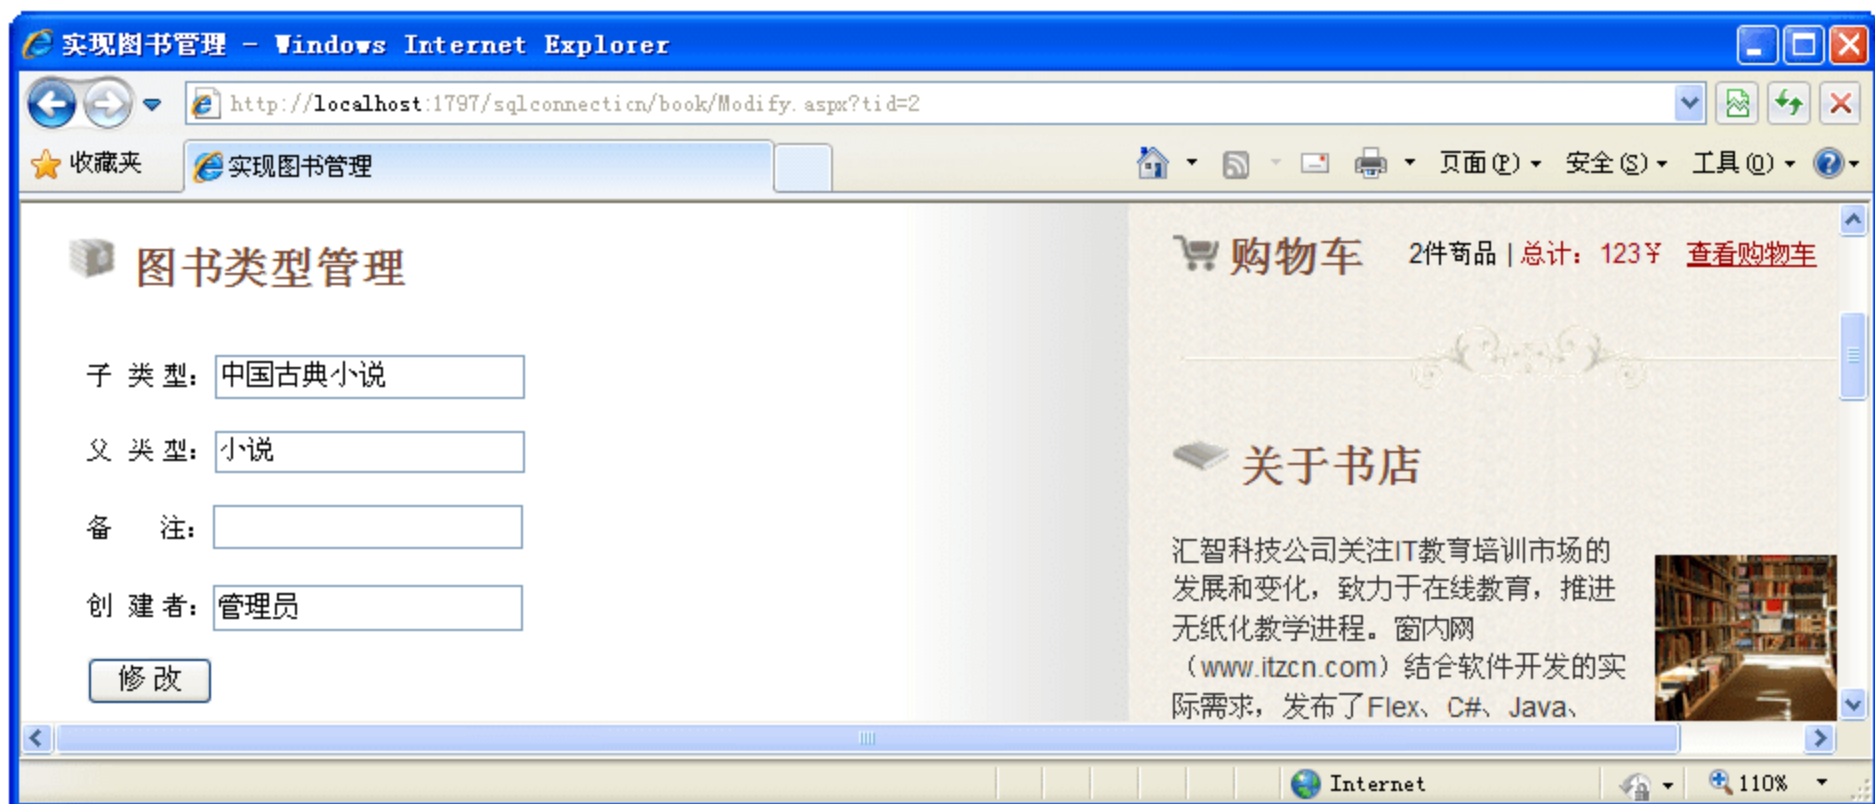 实现图书管理 - Windows Internet Explorer
http://localhost:1797/sqlconnecticn/book/Modify.aspx?tid=2
收藏夹
实现图书管理
页面(P)
安全(S)
工具(O)
图书类型管理
子 类 型：
中国古典小说
父 类 型：
小说
备 注：
创 建 者：
管理员
修 改
购物车
2件商品 | 总计：123￥ 查看购物车
关于书店
汇智科技公司关注IT教育培训市场的
发展和变化，致力于在线教育，推进
无纸化教学进程。窗内网
（www.itzcn.com）结合软件开发的实
际需求，发布了Flex、C#、Java、
Internet
110%